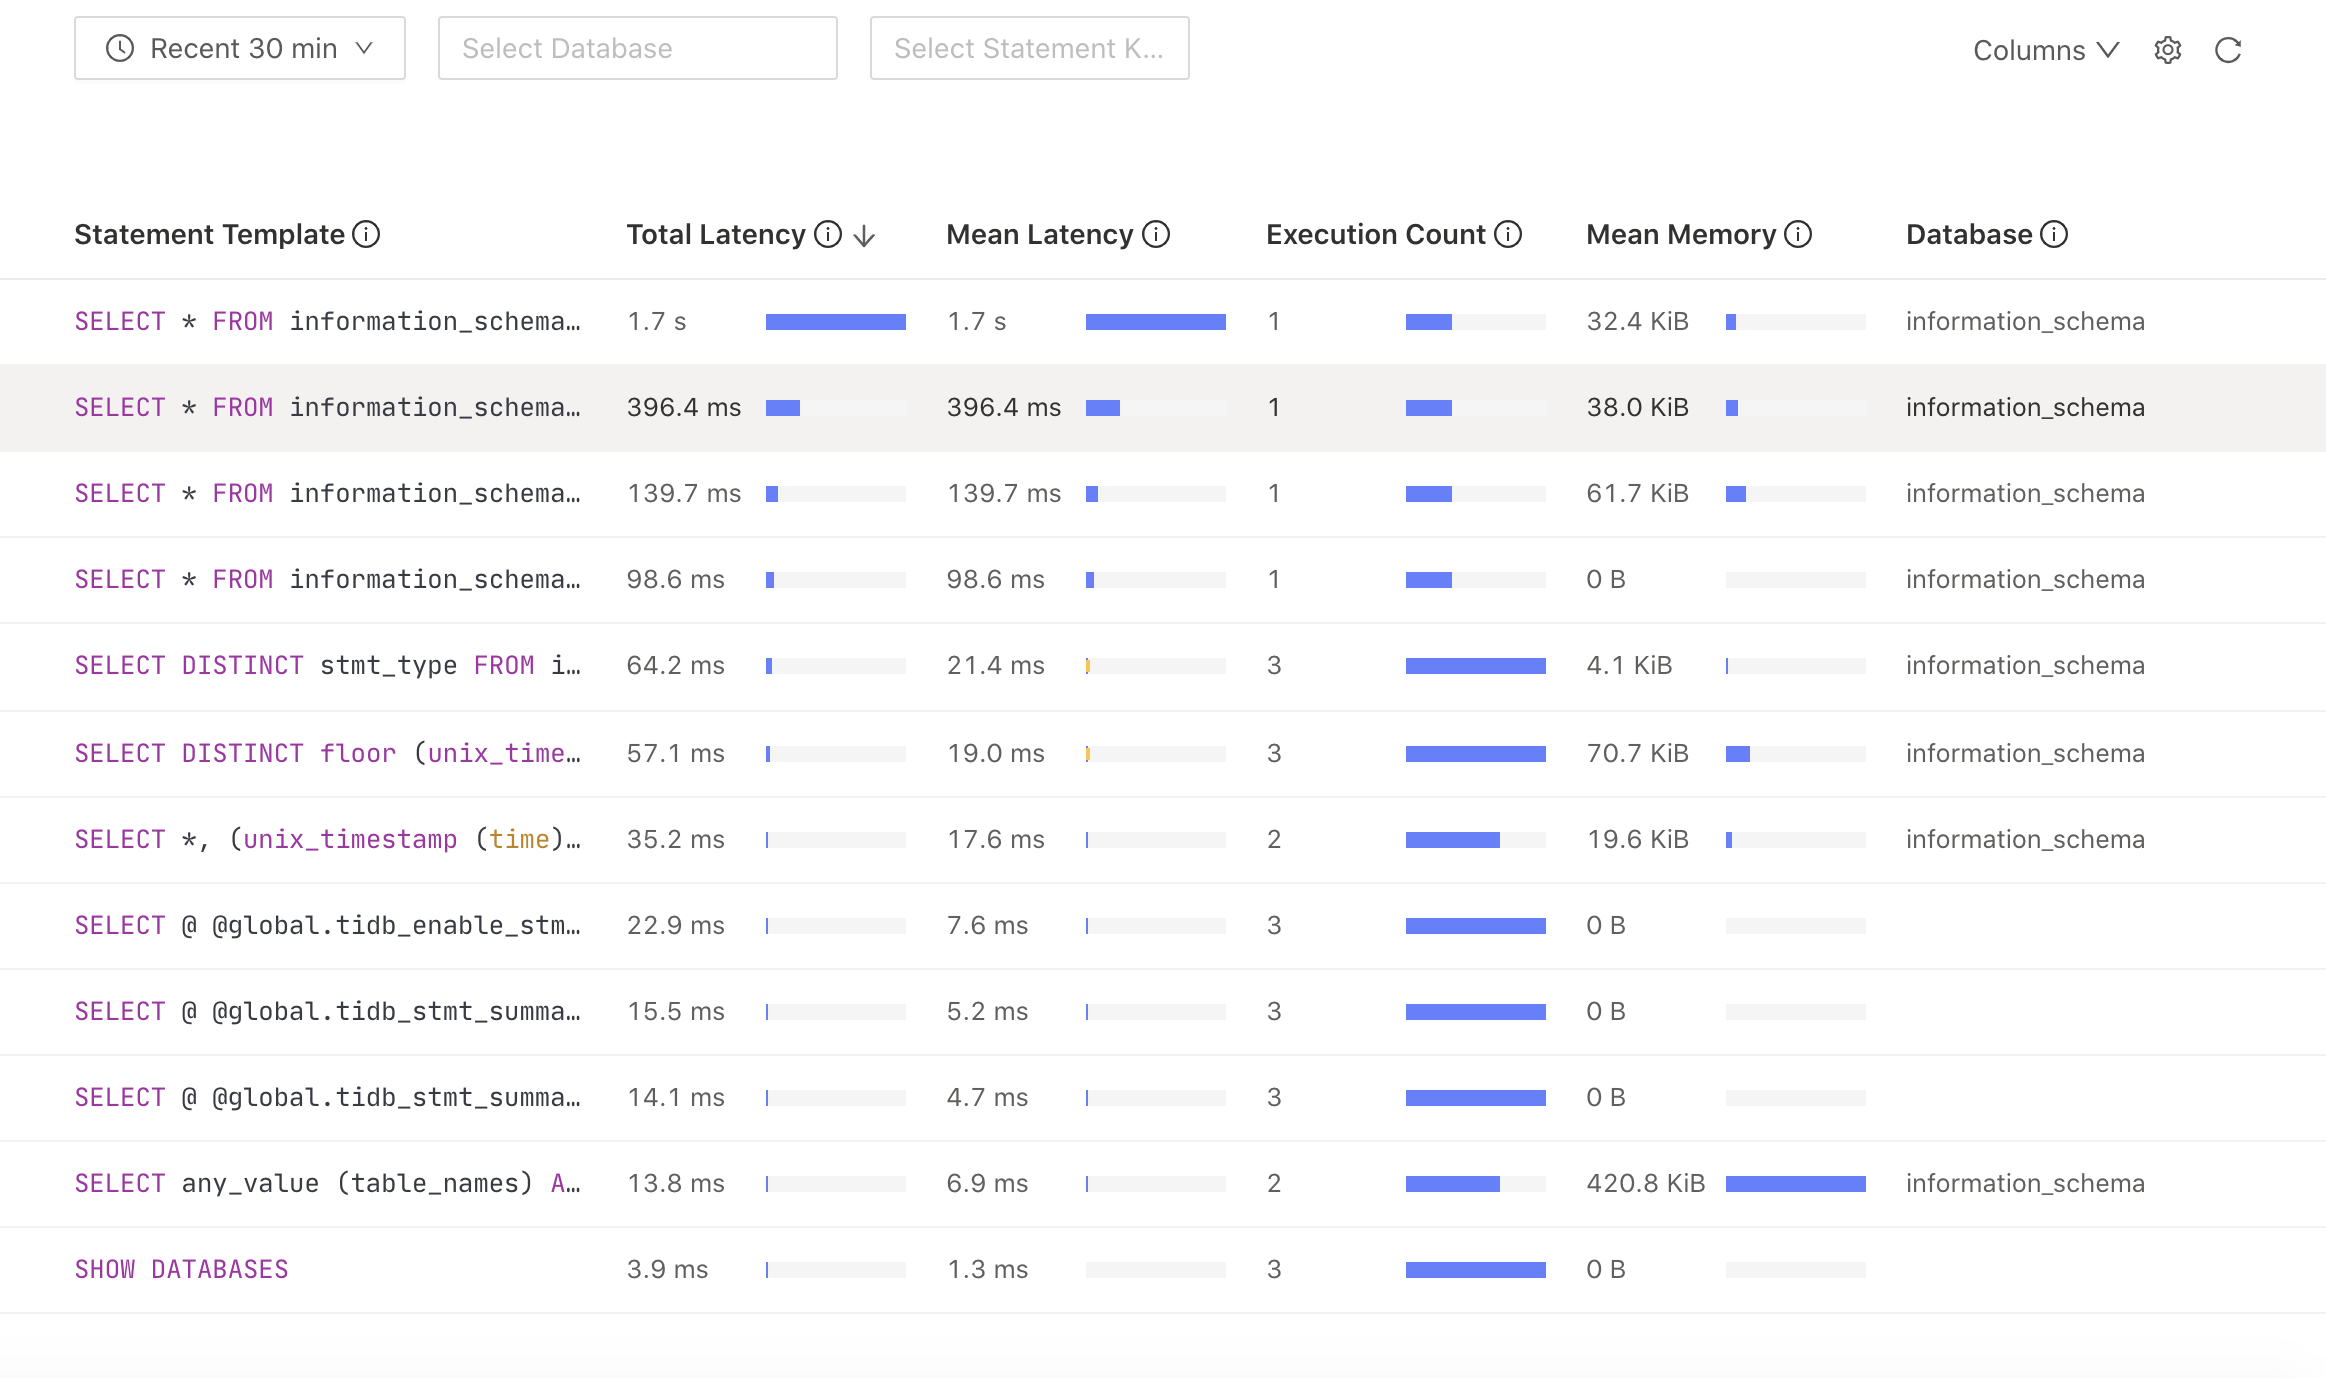 Recent 30 min Select Database Select Statement K... Columns
Statement Template Total Latency Mean Latency Execution Count Mean Memory Database
SELECT * FROM information_schema… 1.7 s 1.7 s 1 32.4 KiB information_schema
SELECT * FROM information_schema… 396.4 ms 396.4 ms 1 38.0 KiB information_schema
SELECT * FROM information_schema… 139.7 ms 139.7 ms 1 61.7 KiB information_schema
SELECT * FROM information_schema… 98.6 ms 98.6 ms 1 0 B information_schema
SELECT DISTINCT stmt_type FROM i… 64.2 ms 21.4 ms 3 4.1 KiB information_schema
SELECT DISTINCT floor (unix_time… 57.1 ms 19.0 ms 3 70.7 KiB information_schema
SELECT *, (unix_timestamp (time)… 35.2 ms 17.6 ms 2 19.6 KiB information_schema
SELECT @ @global.tidb_enable_stm… 22.9 ms 7.6 ms 3 0 B
SELECT @ @global.tidb_stmt_summa… 15.5 ms 5.2 ms 3 0 B
SELECT @ @global.tidb_stmt_summa… 14.1 ms 4.7 ms 3 0 B
SELECT any_value (table_names) A… 13.8 ms 6.9 ms 2 420.8 KiB information_schema
SHOW DATABASES 3.9 ms 1.3 ms 3 0 B